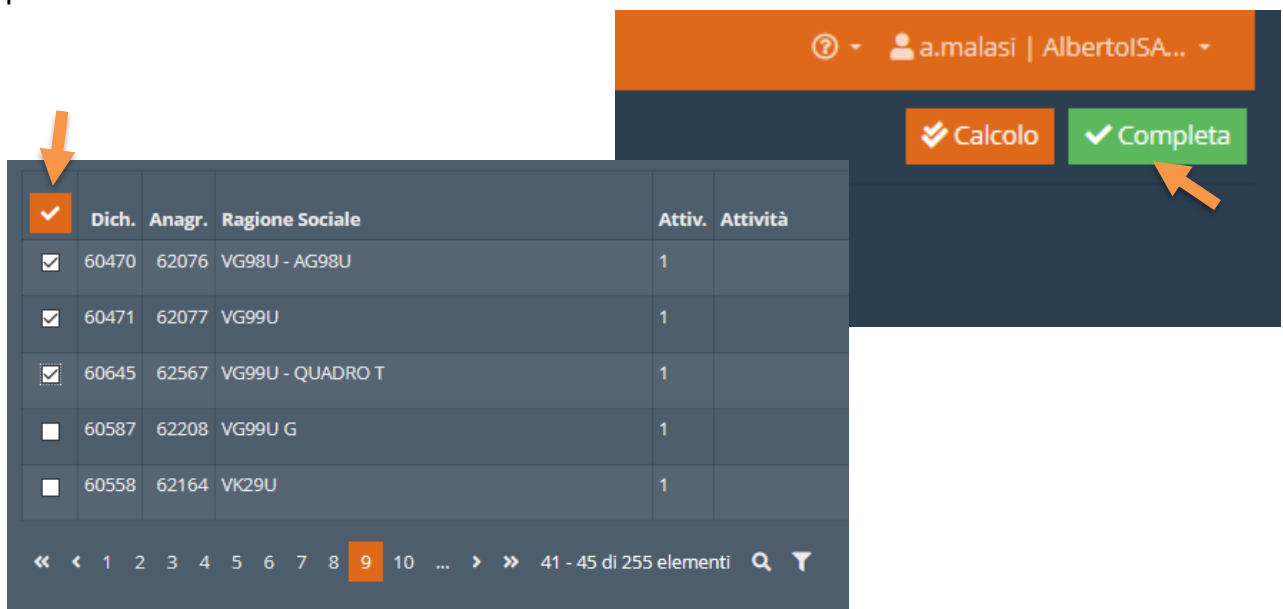 a.malasi | AlbertoISA...
Calcolo
Completa
Dich. Anagr. Ragione Sociale Attiv. Attività
60470 62076 VG98U - AG98U 1
60471 62077 VG99U 1
60645 62567 VG99U - QUADRO T 1
60587 62208 VG99U G 1
60558 62164 VK29U 1
« ‹ 1 2 3 4 5 6 7 8 9 10 ... › » 41 - 45 di 255 elementi